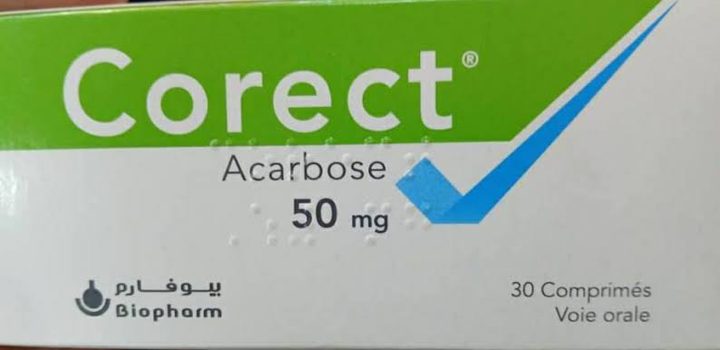 Corect®
Acarbose
50 mg
بيوفارم
Biopharm
30 Comprimés
Voie orale